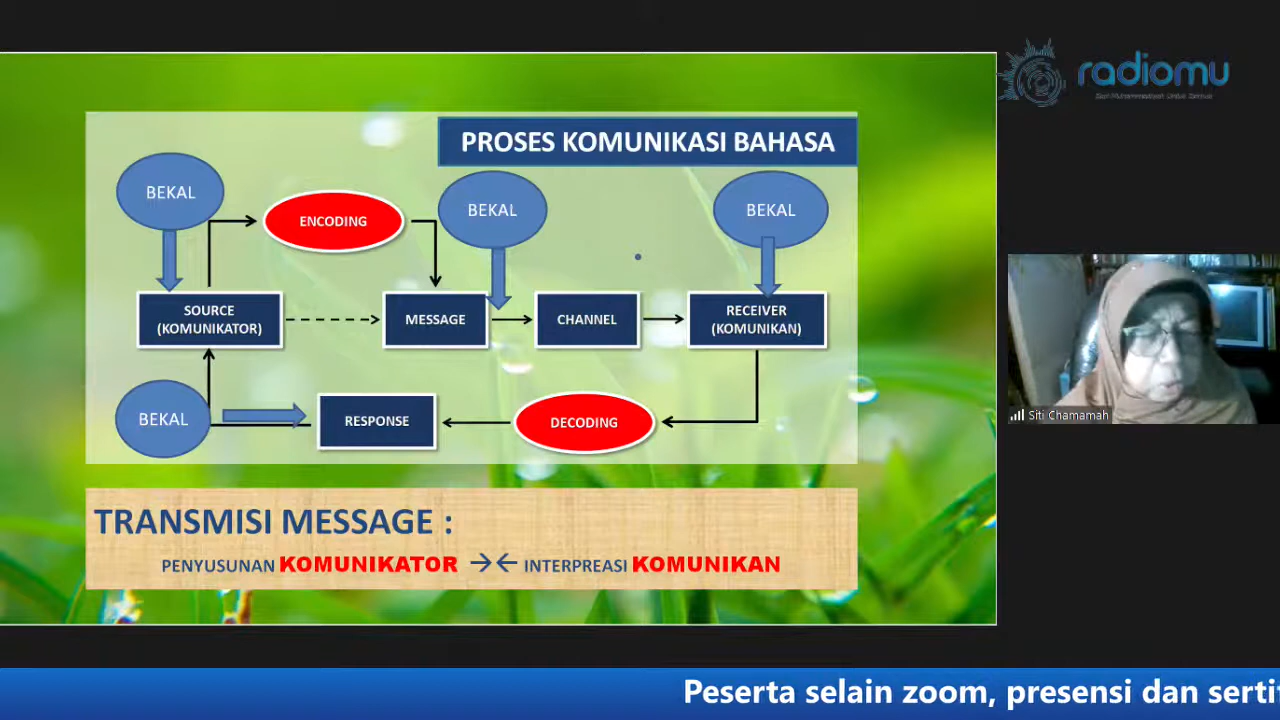 radiomu
PROSES KOMUNIKASI BAHASA
BEKAL
BEKAL
BEKAL
ENCODING
SOURCE
(KOMUNIKATOR)
MESSAGE
CHANNEL
RECEIVER
(KOMUNIKAN)
BEKAL
RESPONSE
DECODING
Siti Chamamah
TRANSMISI MESSAGE :
PENYUSUNAN KOMUNIKATOR →← INTERPREASI KOMUNIKAN
Peserta selain zoom, presensi dan serti